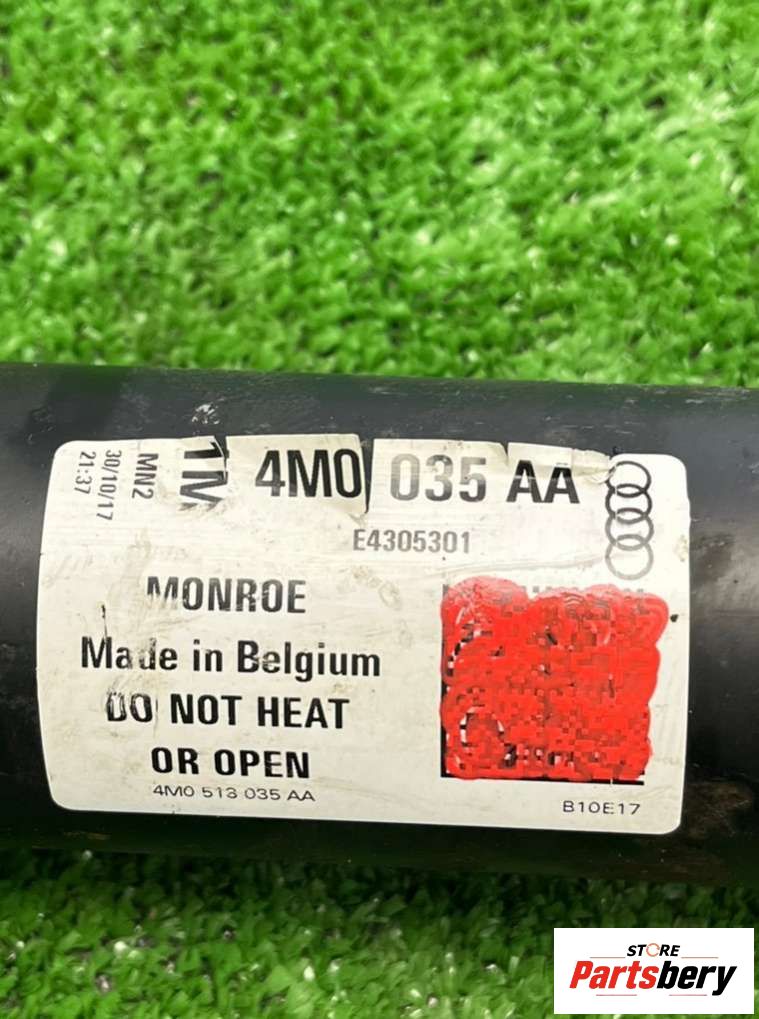 30/10/17
21:37
MN2
1M
4M0 035 AA
E4305301
MONROE
Made in Belgium
DO NOT HEAT
OR OPEN
4M0 513 035 AA
B10E17
STORE
Partsbery